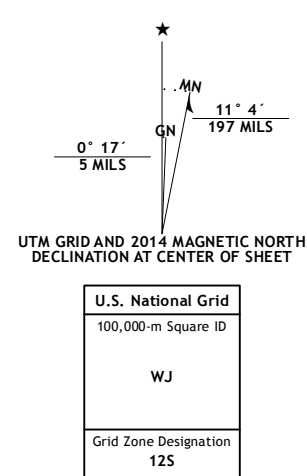 ★
MN
GN
11° 4´
197 MILS
0° 17´
5 MILS
UTM GRID AND 2014 MAGNETIC NORTH
DECLINATION AT CENTER OF SHEET
U.S. National Grid
100,000-m Square ID
WJ
Grid Zone Designation
12S